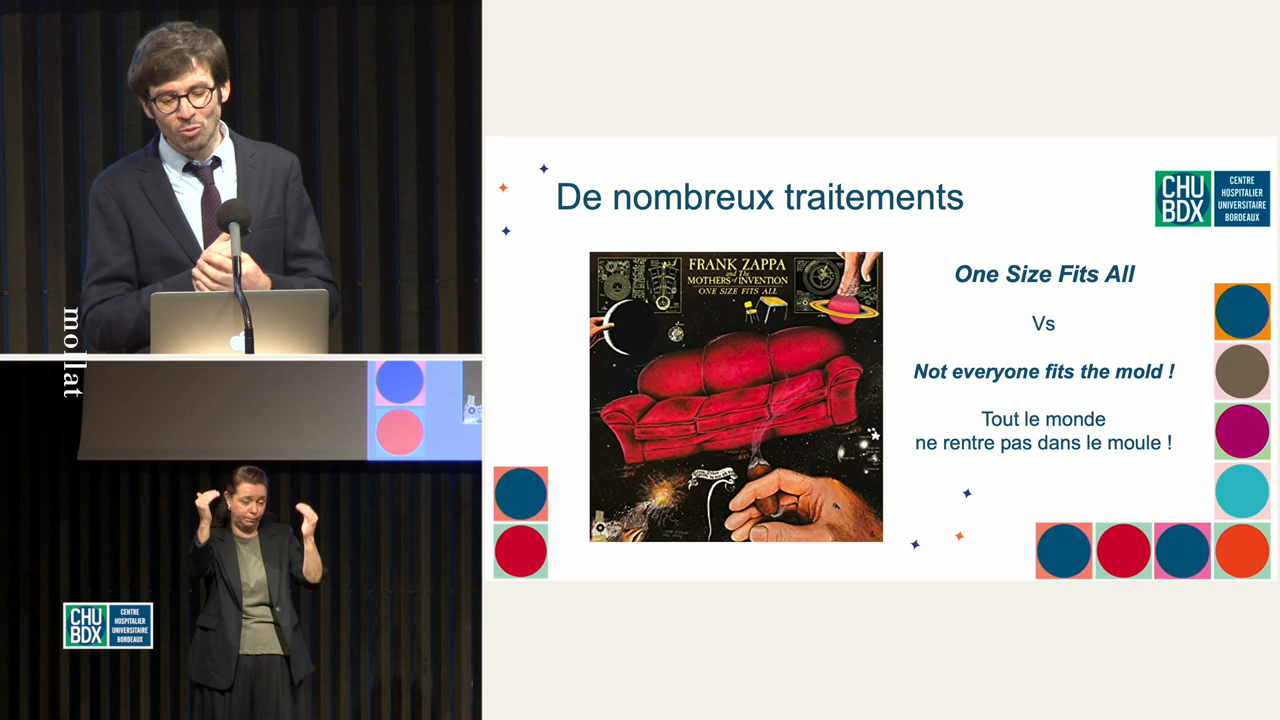 mollat
CHU
BDX
CENTRE
HOSPITALIER
UNIVERSITAIRE
BORDEAUX
De nombreux traitements
CHU
BDX
CENTRE
HOSPITALIER
UNIVERSITAIRE
BORDEAUX
FRANK ZAPPA
and The
MOTHERS of INVENTION
ONE SIZE FITS ALL
One Size Fits All
Vs
Not everyone fits the mold !
Tout le monde
ne rentre pas dans le moule !